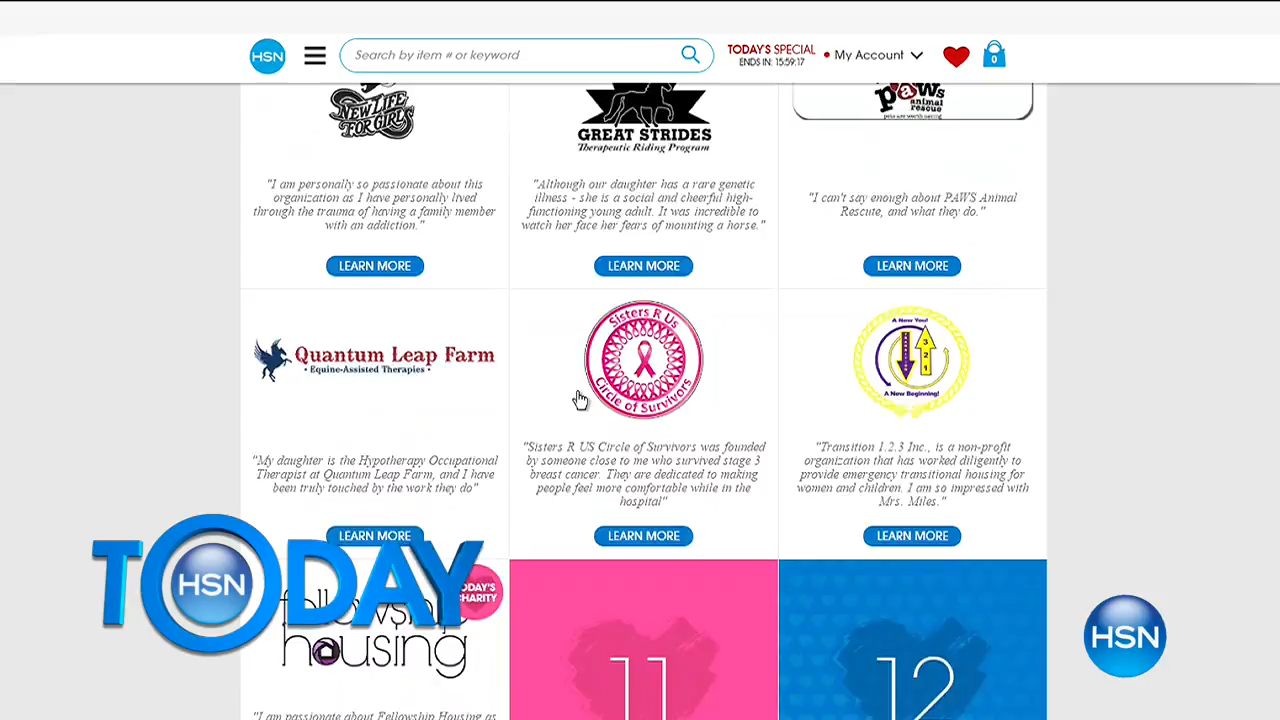 HSN
Search by item # or keyword
TODAY'S SPECIAL
ENDS IN: 15:59:17
My Account
0
NEW LIFE
FOR GIRLS
GREAT STRIDES
Therapeutic Riding Program
paws
animal
rescue
pets are worth saving
"I am personally so passionate about this
organization as I have personally lived
through the trauma of having a family member
with an addiction."
"Although our daughter has a rare genetic
illness - she is a social and cheerful high-
functioning young adult. It was incredible to
watch her face her fears of mounting a horse."
"I can't say enough about PAWS Animal
Rescute, and what they do."
LEARN MORE
LEARN MORE
LEARN MORE
Quantum Leap Farm
• Equine-Assisted Therapies •
Sisters R Us
Circle of Survivors
A New You!
TRANSITION
3
2
1
A New Beginning!
"My daughter is the Hypotherapy Occupational
Therapist at Quantum Leap Farm, and I have
been truly touched by the work they do"
"Sisters R US Circle of Survivors was founded
by someone close to me who survived stage 3
breast cancer. They are dedicated to making
people feel more comfortable while in the
hospital"
"Transition 1.2.3 Inc., is a non-profit
organization that has worked diligently to
provide emergency transitional housing for
women and children. I am so impressed with
Mrs. Miles."
LEARN MORE
LEARN MORE
LEARN MORE
TODAY
HSN
TODAY'S
CHARITY
fellowship
housing
11
12
HSN
"I am passionate about Fellowship Housing as